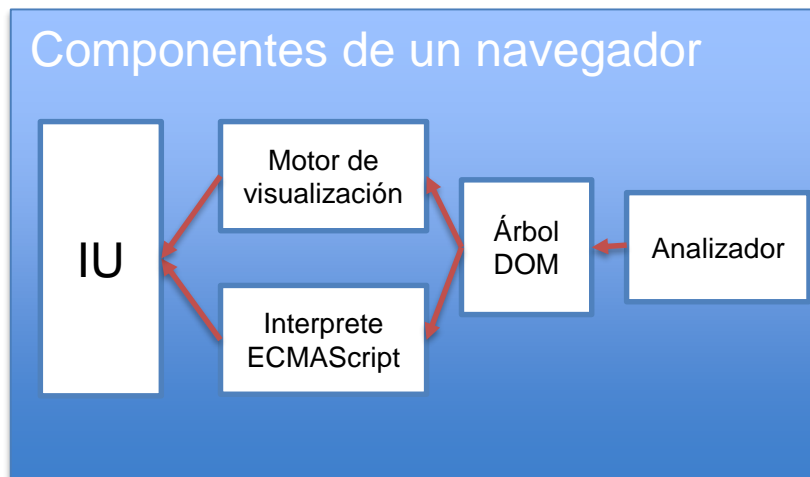 Componentes de un navegador
IU
Motor de
visualización
Interprete
ECMAScript
Árbol
DOM
Analizador